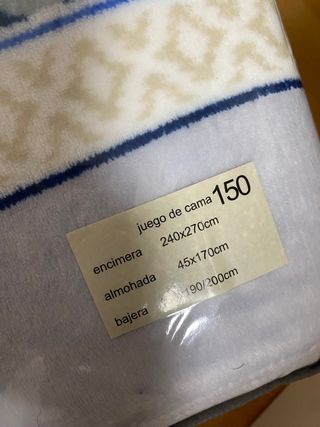 juego de cama 150
encimera 240x270cm
almohada 45x170cm
bajera 190/200cm